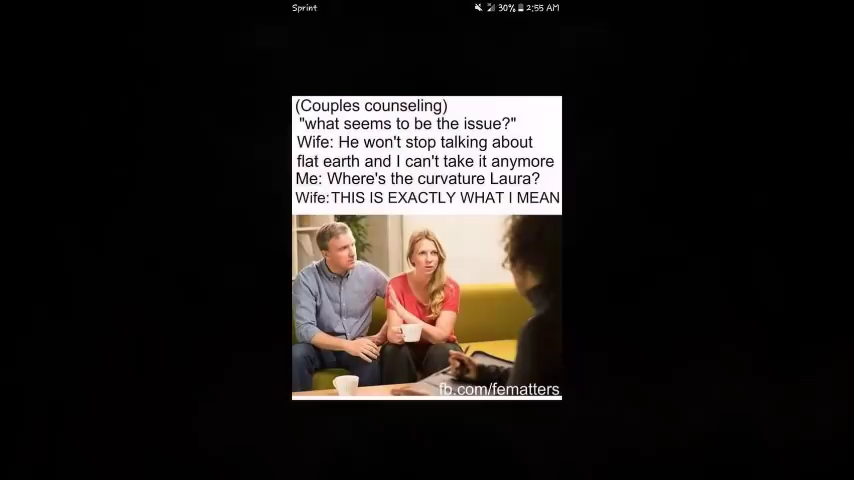 Sprint 30% 2:55 AM
(Couples counseling)
"what seems to be the issue?"
Wife: He won't stop talking about
flat earth and I can't take it anymore
Me: Where's the curvature Laura?
Wife: THIS IS EXACTLY WHAT I MEAN
fb.com/fematters